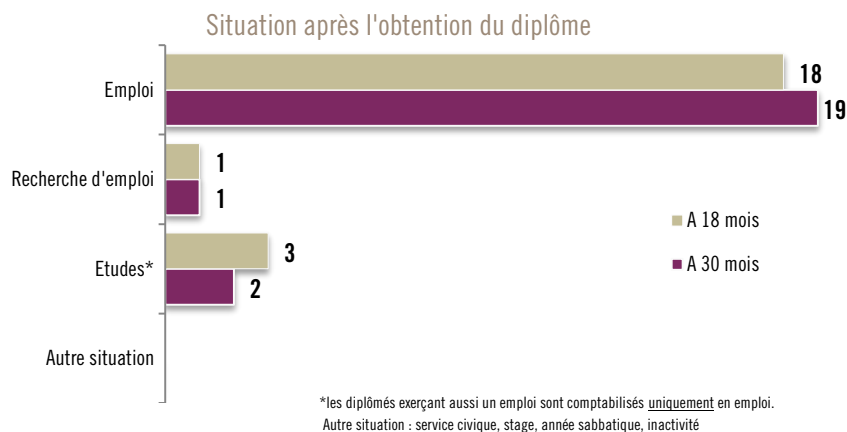 Situation après l'obtention du diplôme
Emploi
18
19
Recherche d'emploi
1
1
Etudes*
3
2
Autre situation
A 18 mois
A 30 mois
*les diplômés exerçant aussi un emploi sont comptabilisés uniquement en emploi.
Autre situation : service civique, stage, année sabbatique, inactivité